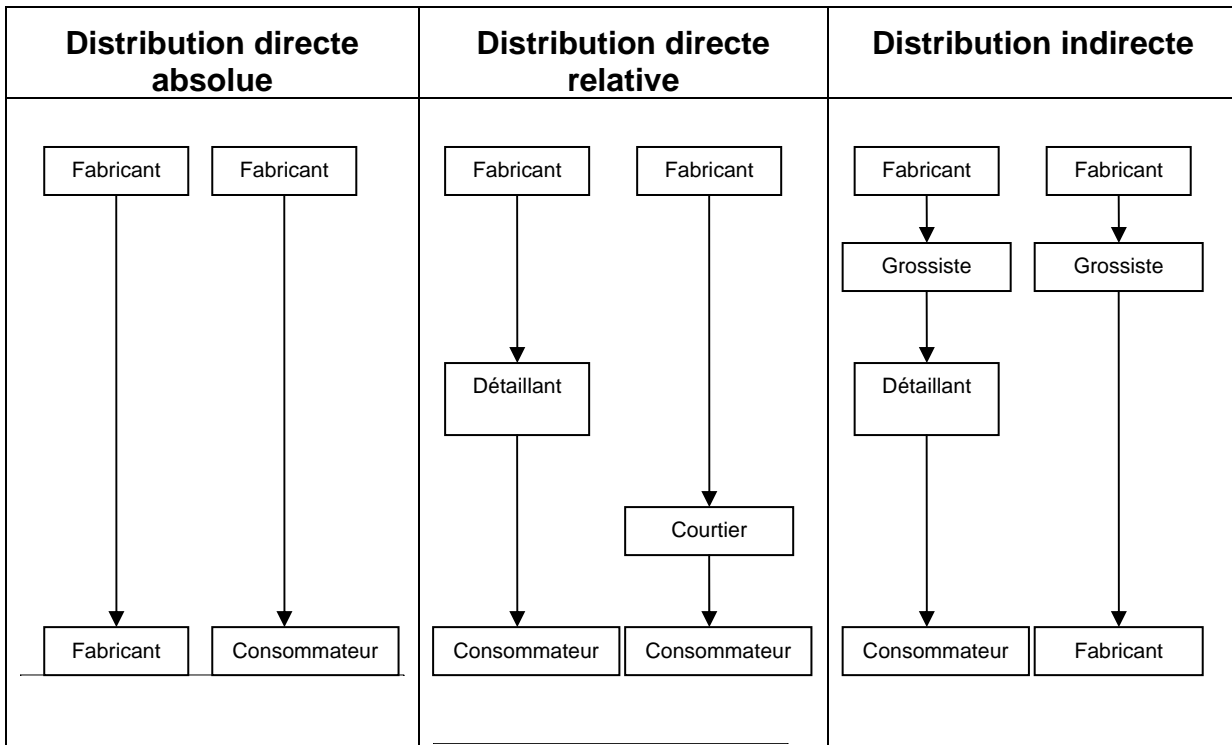 Distribution directe
absolue
Distribution directe
relative
Distribution indirecte
Fabricant
Fabricant
Fabricant
Consommateur
Fabricant
Fabricant
Détaillant
Courtier
Consommateur
Consommateur
Fabricant
Fabricant
Grossiste
Grossiste
Détaillant
Consommateur
Fabricant